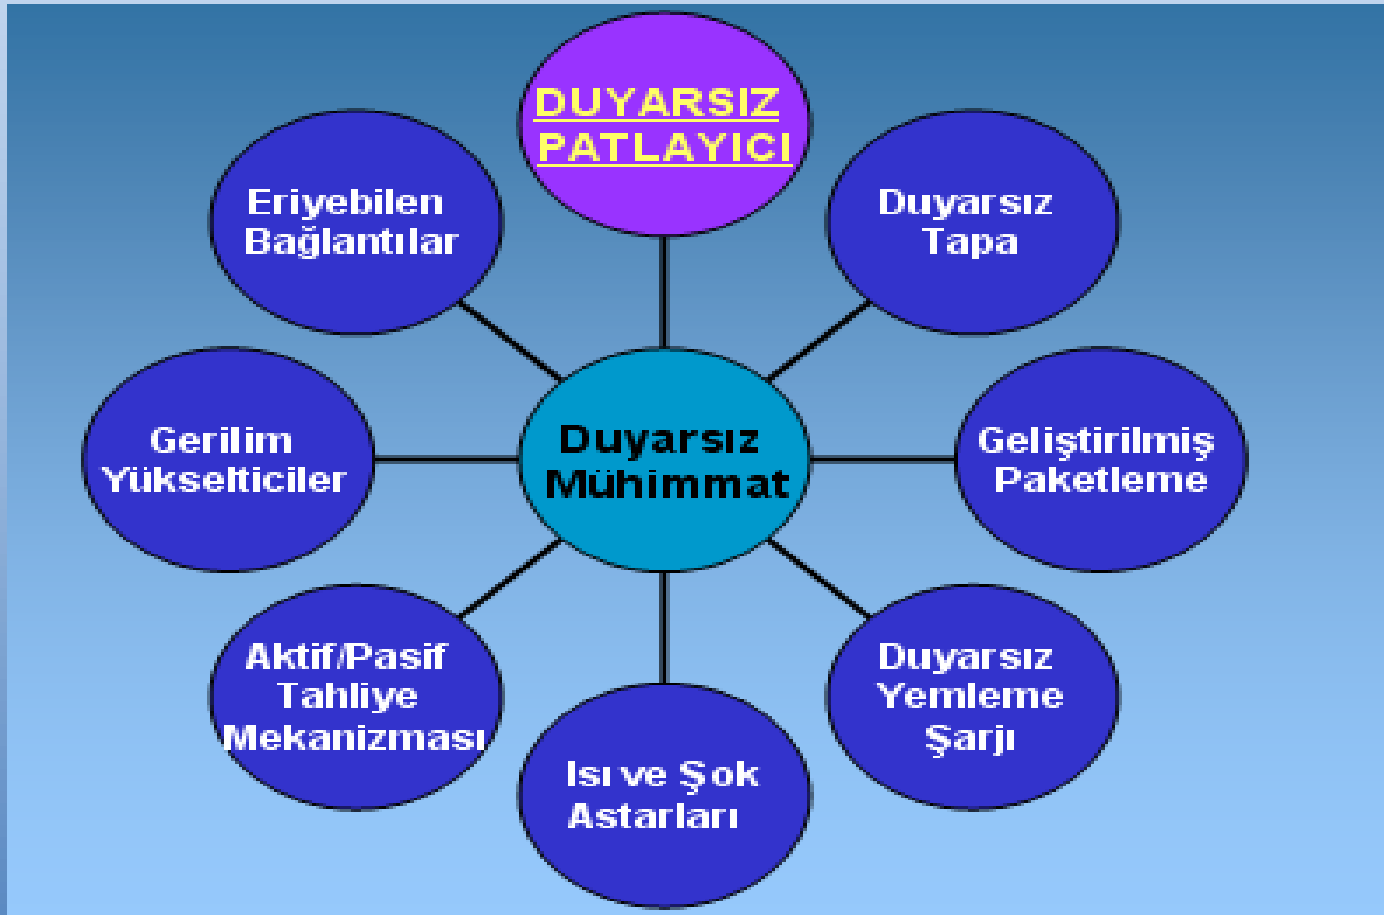 DUYARSIZ
PATLAYICI
Eriyebilen
Bağlantılar
Duyarsız
Tapa
Gerilim
Yükselticiler
Duyarsız
Mühimmat
Geliştirilmiş
Paketleme
Aktif/Pasif
Tahliye
Mekanizması
Duyarsız
Yemleme
Şarjı
Isı ve Şok
Astarları